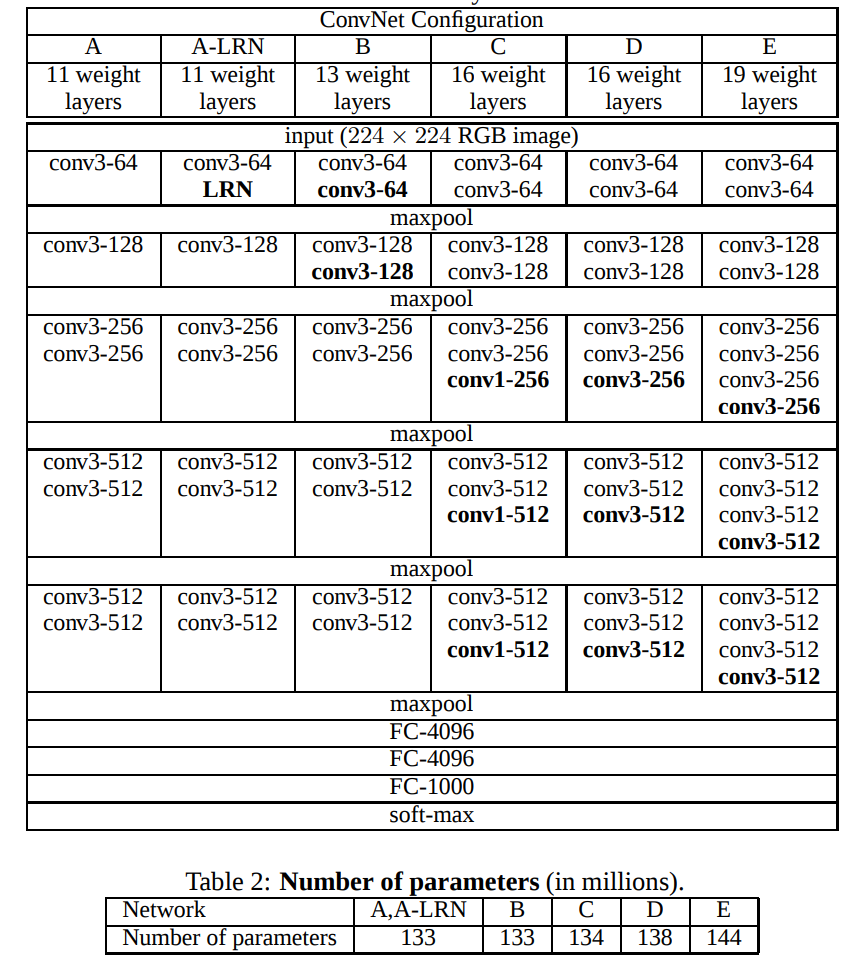 ConvNet Configuration
A A-LRN B C D E
11 weight 11 weight 13 weight 16 weight 16 weight 19 weight
layers layers layers layers layers layers
input (224 × 224 RGB image)
conv3-64 conv3-64 conv3-64 conv3-64 conv3-64 conv3-64
LRN conv3-64 conv3-64 conv3-64 conv3-64
maxpool
conv3-128 conv3-128 conv3-128 conv3-128 conv3-128 conv3-128
conv3-128 conv3-128 conv3-128 conv3-128
maxpool
conv3-256 conv3-256 conv3-256 conv3-256 conv3-256 conv3-256
conv3-256 conv3-256 conv3-256 conv3-256 conv3-256 conv3-256
conv1-256 conv3-256 conv3-256
conv3-256
maxpool
conv3-512 conv3-512 conv3-512 conv3-512 conv3-512 conv3-512
conv3-512 conv3-512 conv3-512 conv3-512 conv3-512 conv3-512
conv1-512 conv3-512 conv3-512
conv3-512
maxpool
conv3-512 conv3-512 conv3-512 conv3-512 conv3-512 conv3-512
conv3-512 conv3-512 conv3-512 conv3-512 conv3-512 conv3-512
conv1-512 conv3-512 conv3-512
conv3-512
maxpool
FC-4096
FC-4096
FC-1000
soft-max
Table 2: Number of parameters (in millions).
Network A,A-LRN B C D E
Number of parameters 133 133 134 138 144